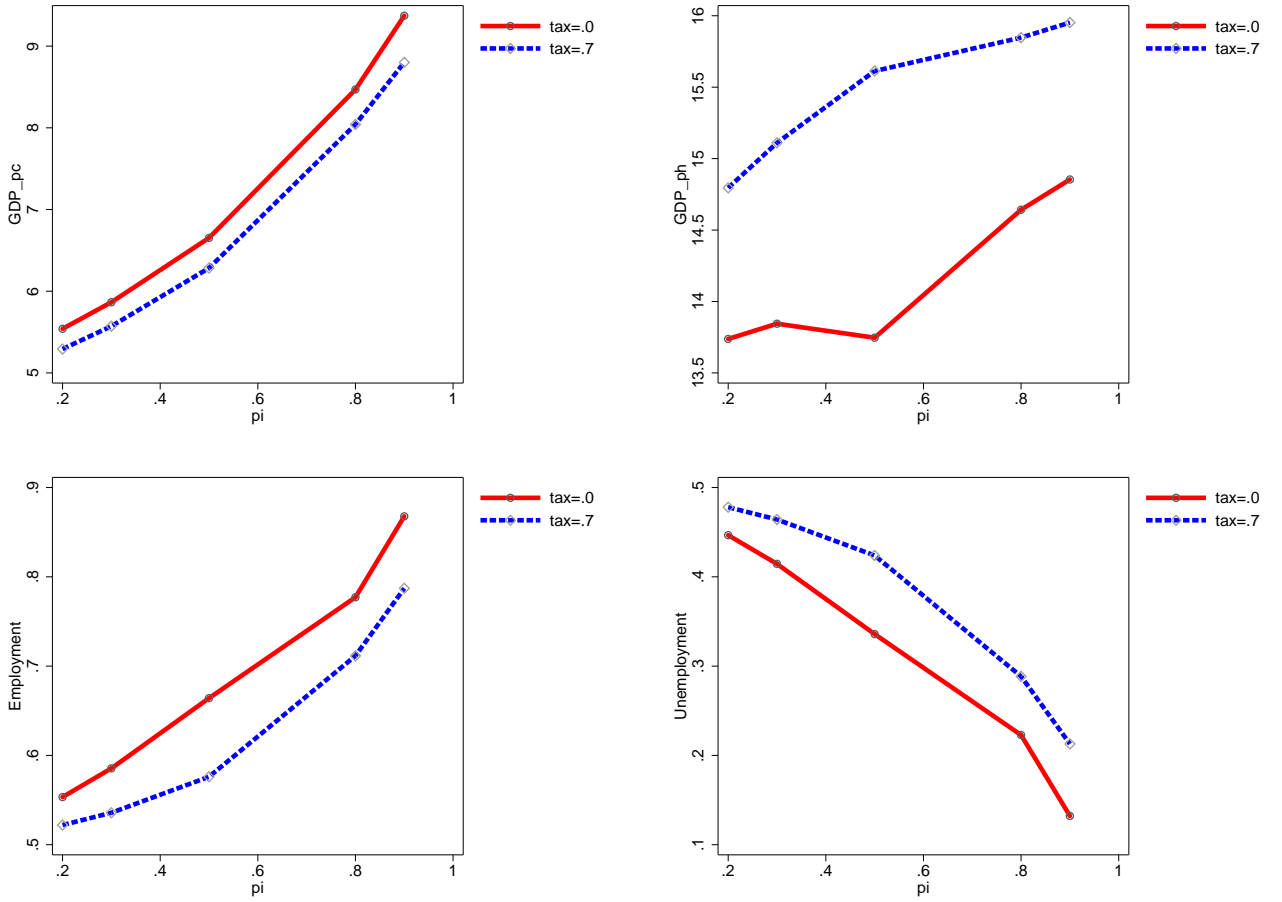 GDP_pc
9
8
7
6
5
.2 .4 .6 .8 1
pi
tax=.0
tax=.7
GDP_ph
16
15.5
15
14.5
14
13.5
.2 .4 .6 .8 1
pi
tax=.0
tax=.7
Employment
.9
.8
.7
.6
.5
.2 .4 .6 .8 1
pi
tax=.0
tax=.7
Unemployment
.5
.4
.3
.2
.1
.2 .4 .6 .8 1
pi
tax=.0
tax=.7